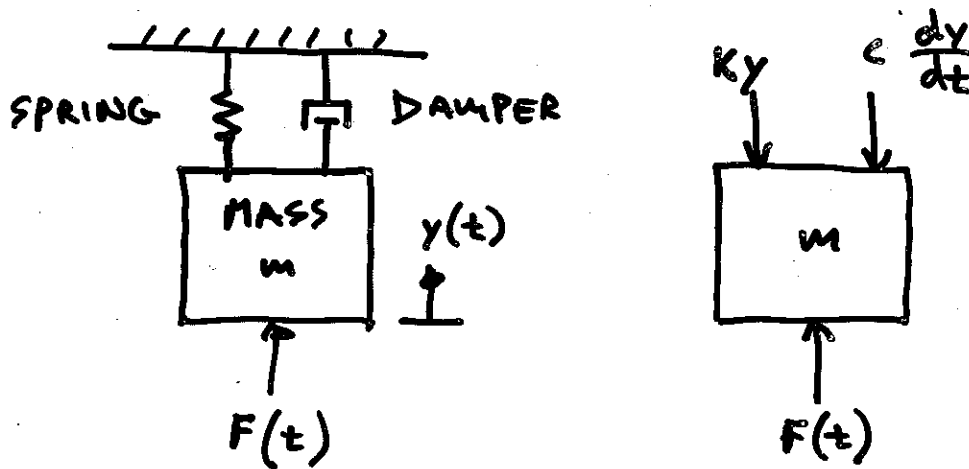 SPRING
DAMPER
MASS
m
y(t)
F(t)
Ky
c dy/dt
m
F(t)